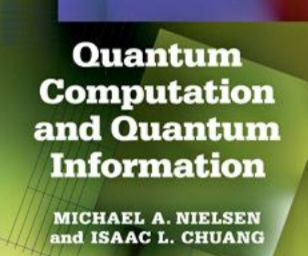 Quantum
Computation
and Quantum
Information
MICHAEL A. NIELSEN
and ISAAC L. CHUANG